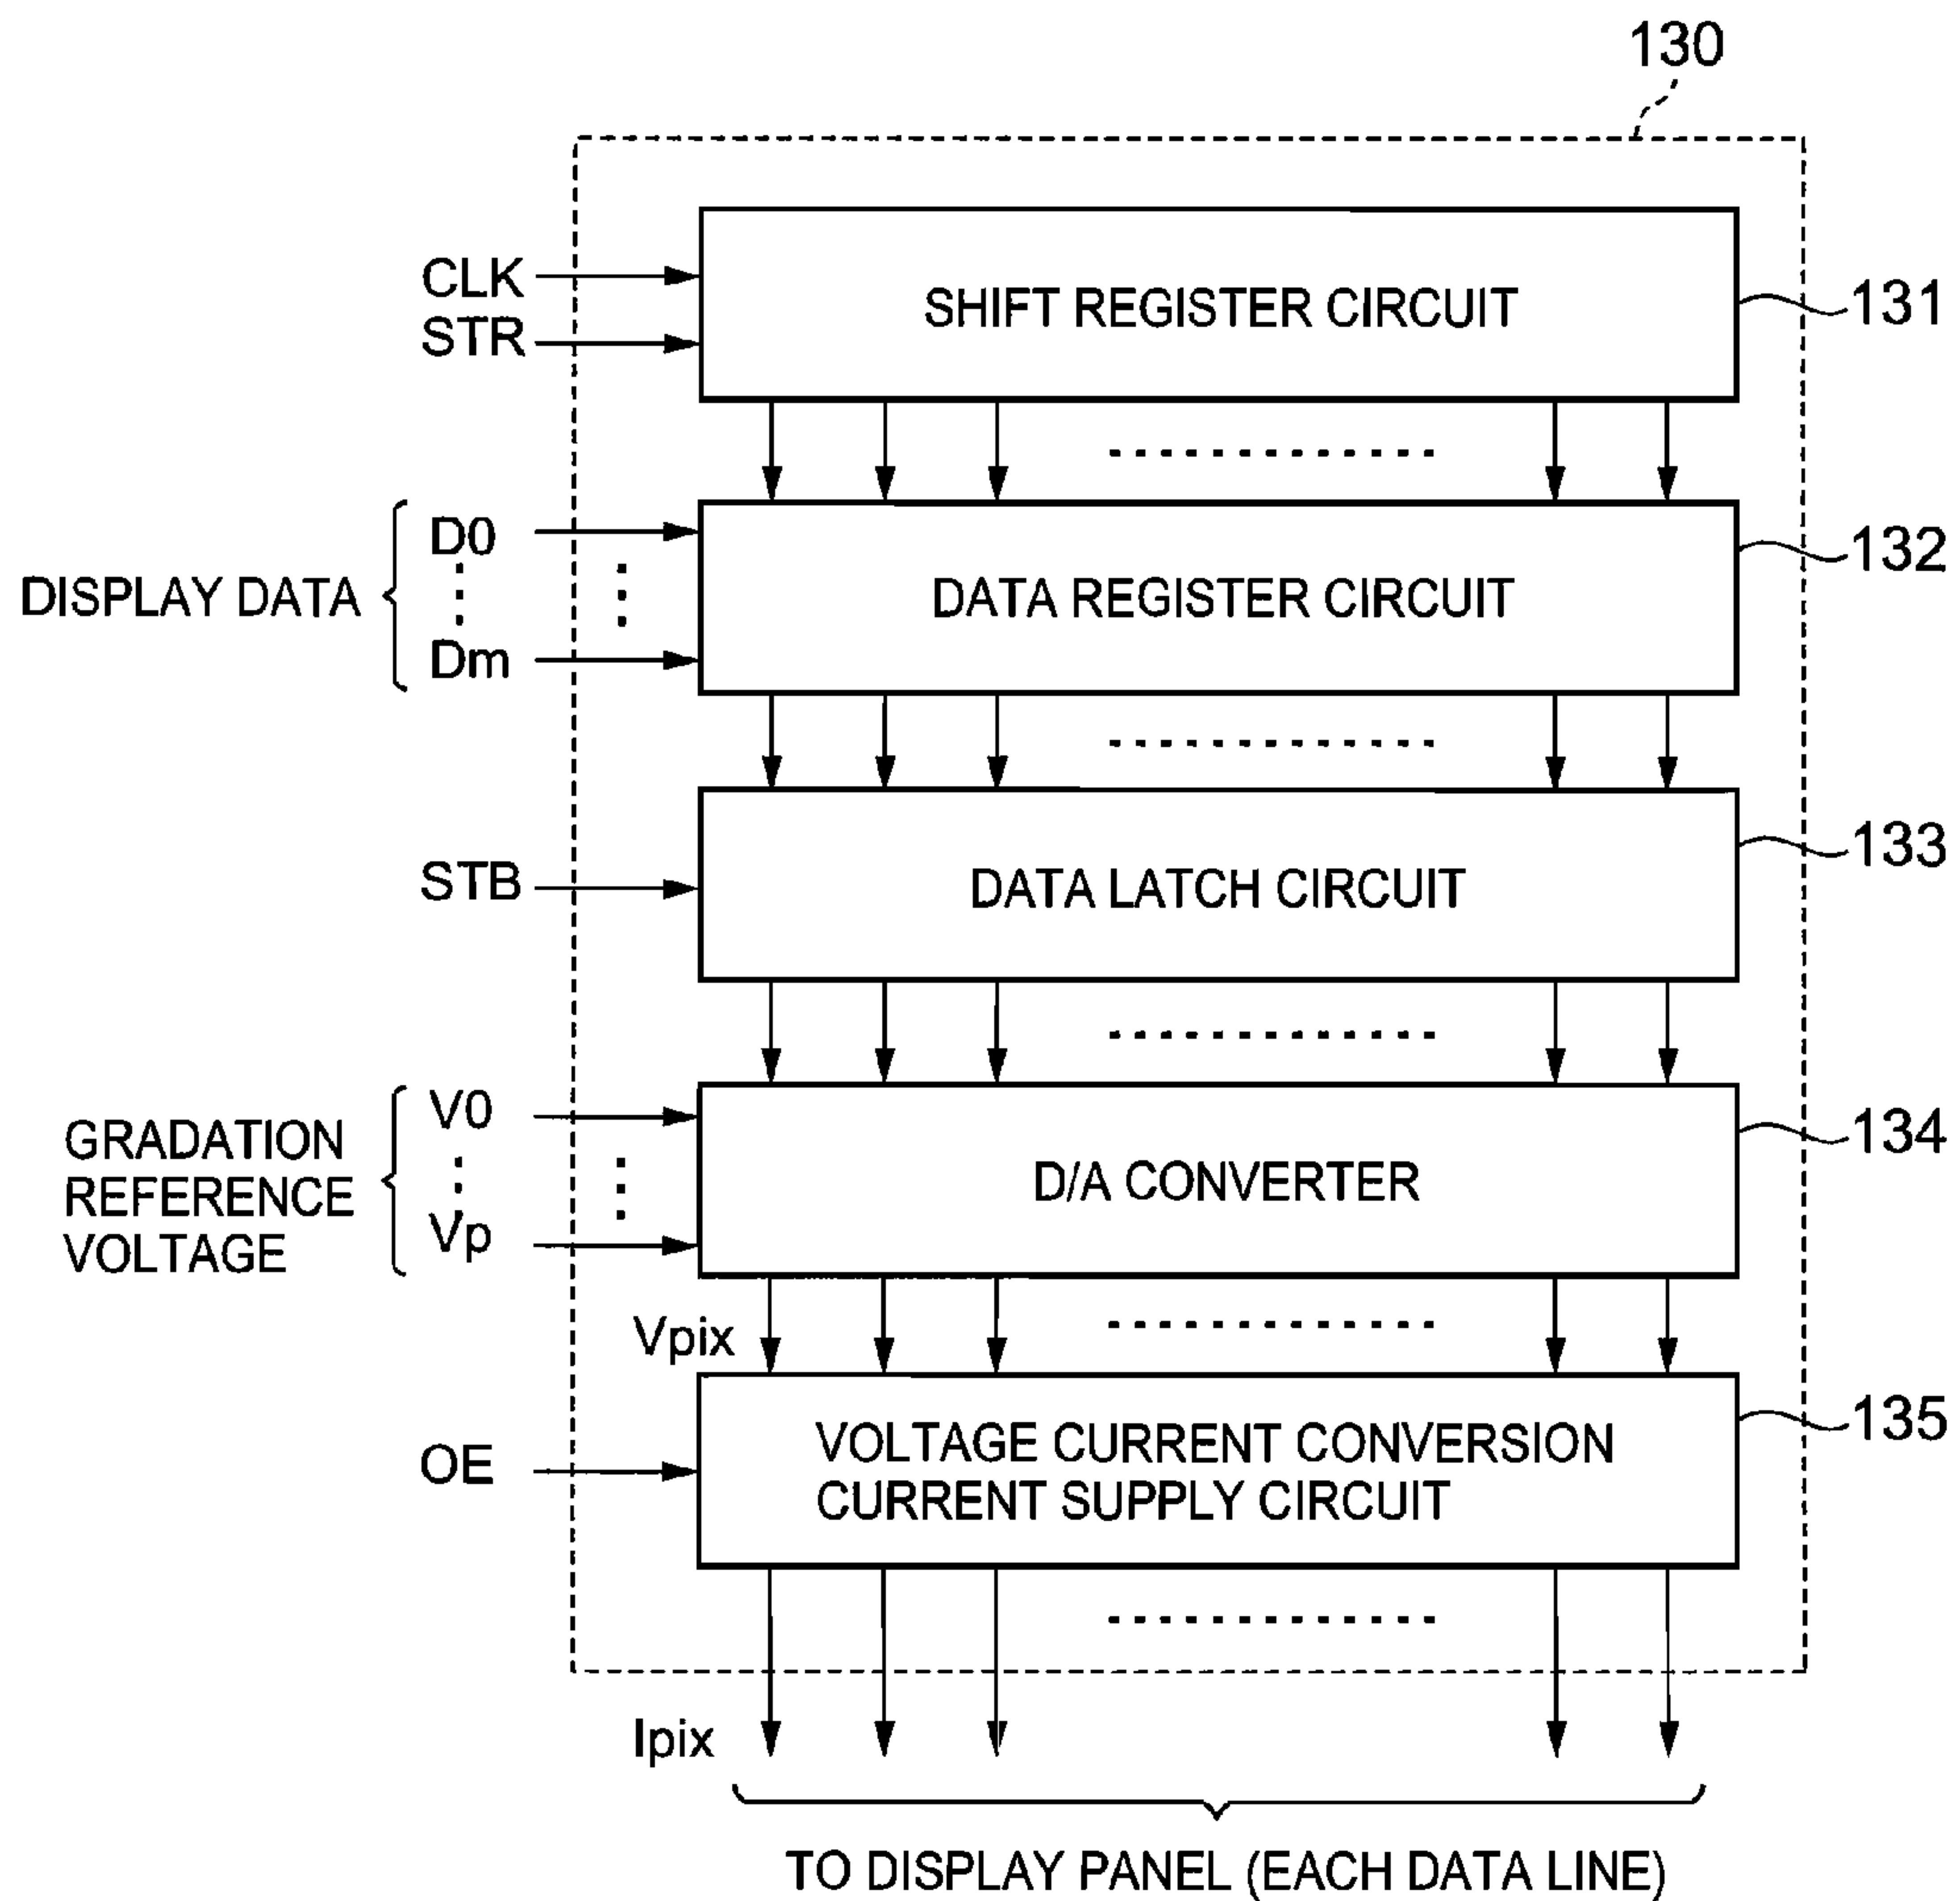 130
CLK
STR
SHIFT REGISTER CIRCUIT
131
DISPLAY DATA
D0
Dm
DATA REGISTER CIRCUIT
132
STB
DATA LATCH CIRCUIT
133
GRADATION
REFERENCE
VOLTAGE
V0
Vp
D/A CONVERTER
134
Vpix
OE
VOLTAGE CURRENT CONVERSION
CURRENT SUPPLY CIRCUIT
135
Ipix
TO DISPLAY PANEL (EACH DATA LINE)